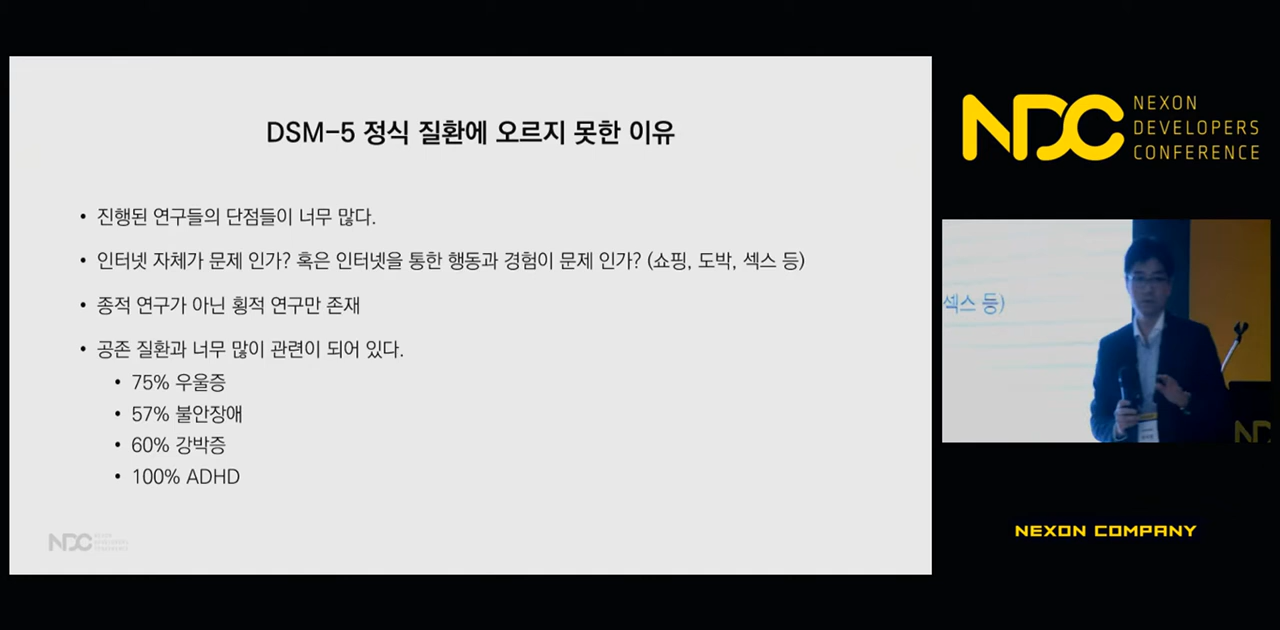 DSM-5 정식 질환에 오르지 못한 이유
• 진행된 연구들의 단점들이 너무 많다.
• 인터넷 자체가 문제 인가? 혹은 인터넷을 통한 행동과 경험이 문제 인가? (쇼핑, 도박, 섹스 등)
• 종적 연구가 아닌 횡적 연구만 존재
• 공존 질환과 너무 많이 관련이 되어 있다.
• 75% 우울증
• 57% 불안장애
• 60% 강박증
• 100% ADHD
NDC
NDC
NEXON
DEVELOPERS
CONFERENCE
섹스 등)
ND
NEXON COMPANY